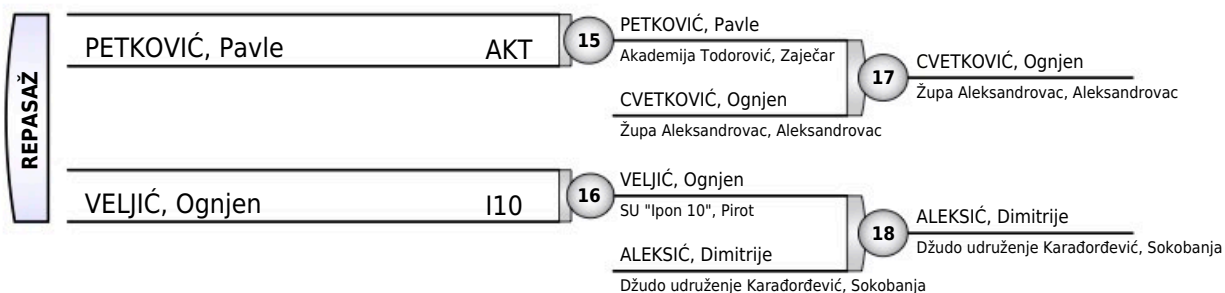 REPASAŽ
PETKOVIĆ, Pavle AKT
15
PETKOVIĆ, Pavle
Akademija Todorović, Zaječar
CVETKOVIĆ, Ognjen
Župa Aleksandrovac, Aleksandrovac
17
CVETKOVIĆ, Ognjen
Župa Aleksandrovac, Aleksandrovac
VELJIĆ, Ognjen I10
16
VELJIĆ, Ognjen
SU "Ipon 10", Pirot
ALEKSIĆ, Dimitrije
Džudo udruženje Karađorđević, Sokobanja
18
ALEKSIĆ, Dimitrije
Džudo udruženje Karađorđević, Sokobanja